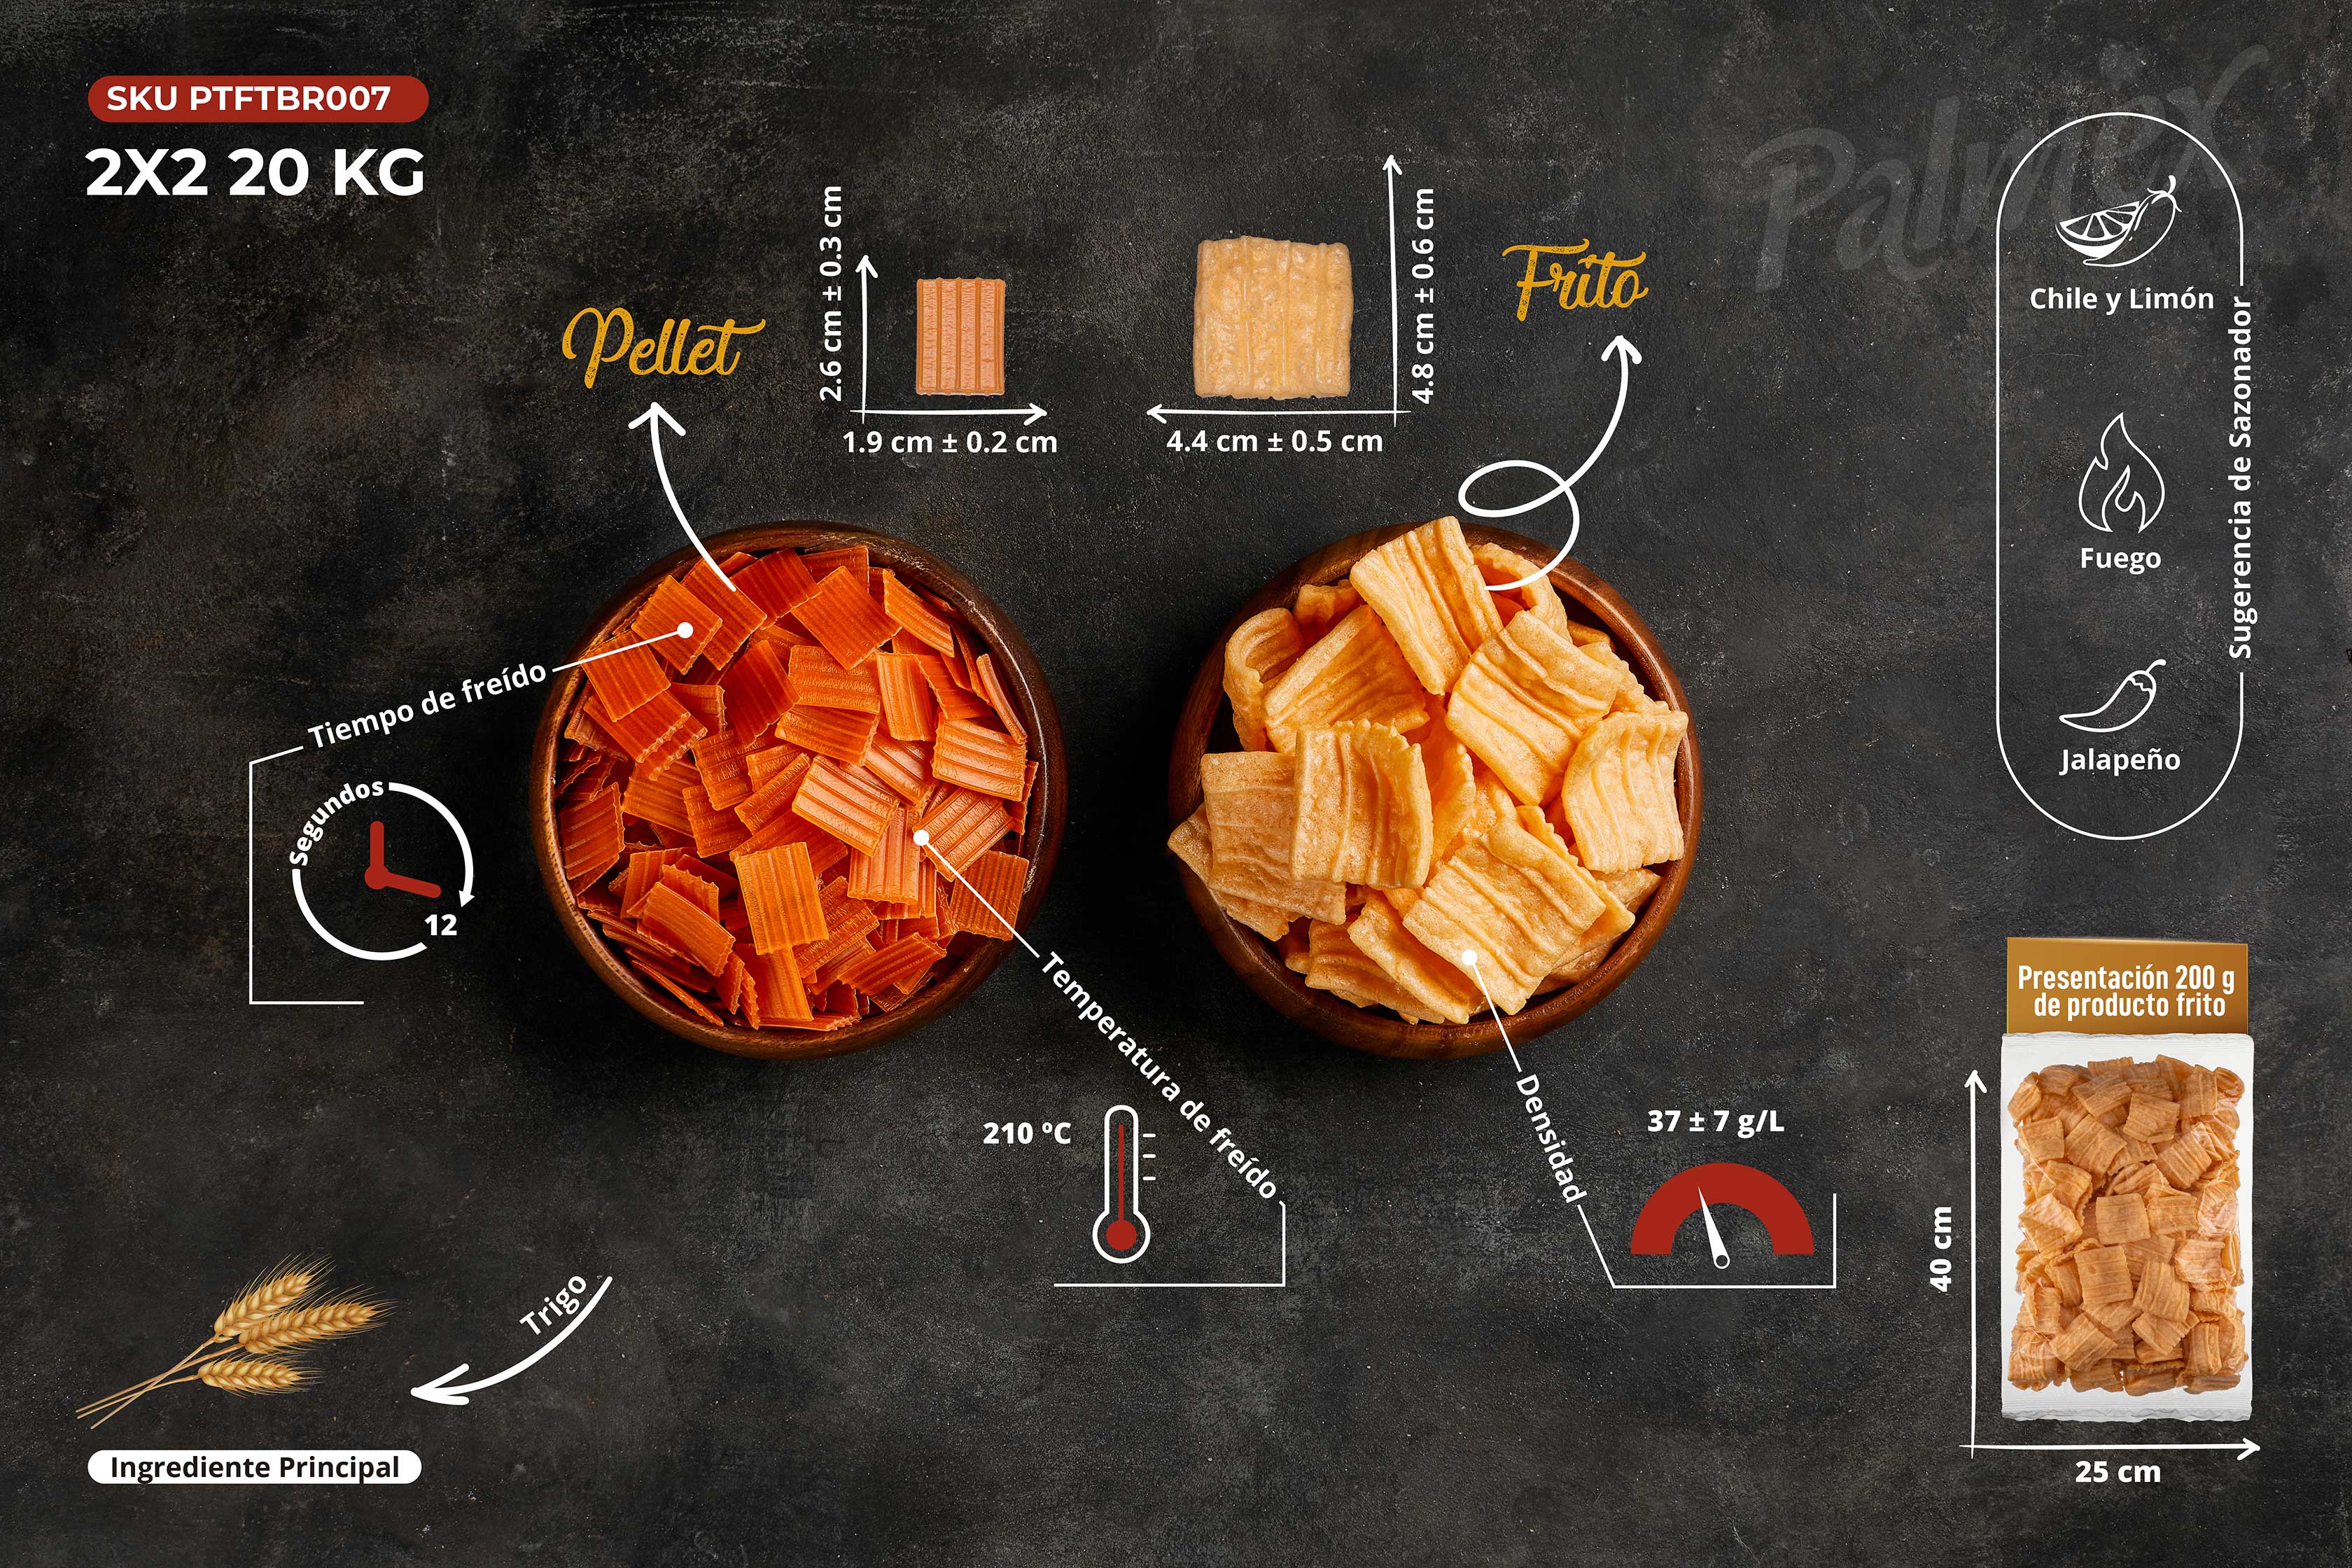 SKU PTFTBR007
2X2 20 KG
Palmex
Pellet
2.6 cm ± 0.3 cm
1.9 cm ± 0.2 cm
4.4 cm ± 0.5 cm
4.8 cm ± 0.6 cm
Frito
Chile y Limón
Fuego
Jalapeño
Sugerencia de Sazonador
Tiempo de freído
Segundos
12
Temperatura de freído
210 ºC
Densidad
37 ± 7 g/L
Presentación 200 g
de producto frito
40 cm
25 cm
Trigo
Ingrediente Principal